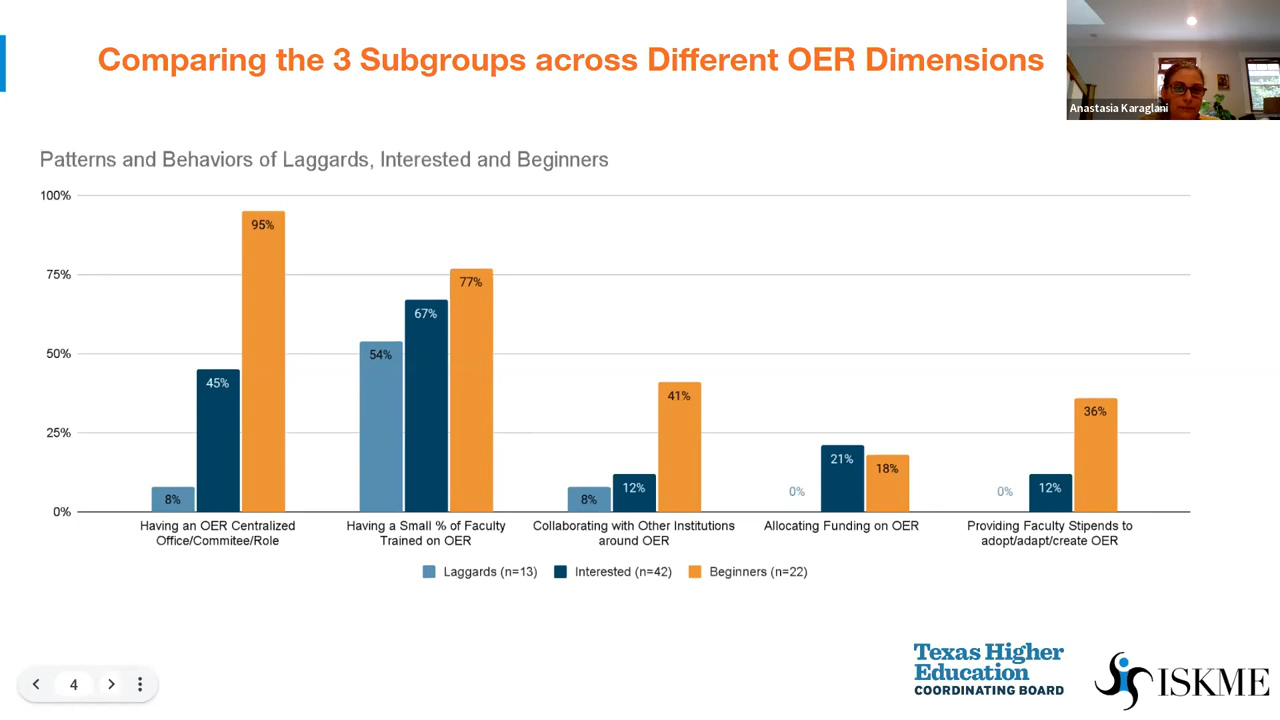 Comparing the 3 Subgroups across Different OER Dimensions
Anastasia Karaglani
Patterns and Behaviors of Laggards, Interested and Beginners
100%
75%
50%
25%
0%
8%
45%
95%
54%
67%
77%
8%
12%
41%
0%
21%
18%
0%
12%
36%
Having an OER Centralized
Office/Commitee/Role
Having a Small % of Faculty
Trained on OER
Collaborating with Other Institutions
around OER
Allocating Funding on OER
Providing Faculty Stipends to
adopt/adapt/create OER
Laggards (n=13)
Interested (n=42)
Beginners (n=22)
4
Texas Higher
Education
COORDINATING BOARD
ISKME